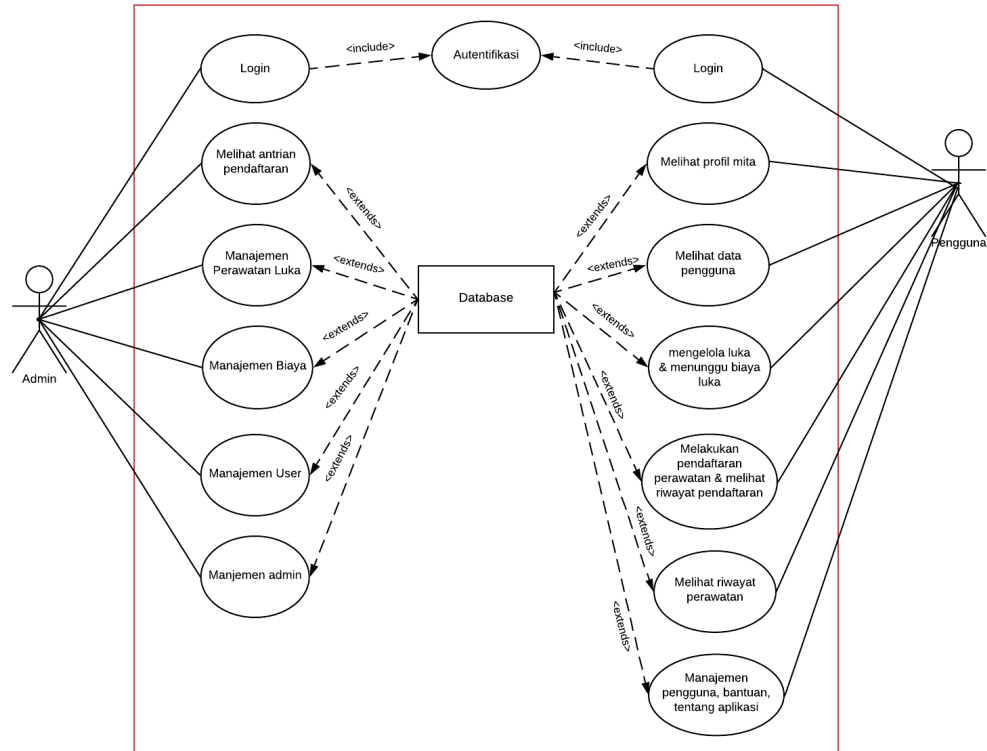 <include>
<include>
Login
Autentifikasi
Login
Melihat antrian
pendaftaran
<extends>
<extends>
Melihat profil mita
Manajemen
Perawatan Luka
<extends>
<extends>
Melihat data
pengguna
Pengguna
Database
Admin
Manajemen Biaya
<extends>
<extends>
mengelola luka
& menunggu biaya
luka
<extends>
<extends>
Manajemen User
<extends>
Melakukan
pendaftaran
perawatan & melihat
riwayat pendaftaran
Manjemen admin
<extends>
Melihat riwayat
perawatan
<extends>
Manajemen
pengguna, bantuan,
tentang aplikasi